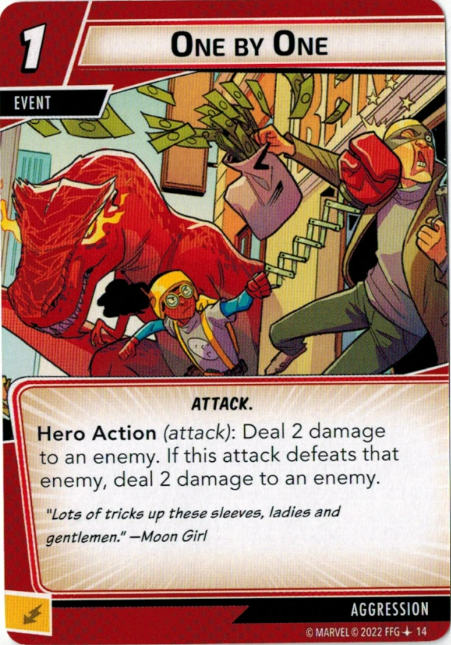 1
ONE BY ONE
EVENT
ATTACK.
Hero Action (attack): Deal 2 damage
to an enemy. If this attack defeats that
enemy, deal 2 damage to an enemy.
"Lots of tricks up these sleeves, ladies and
gentlemen." —Moon Girl
AGGRESSION
© MARVEL © 2022 FFG 14